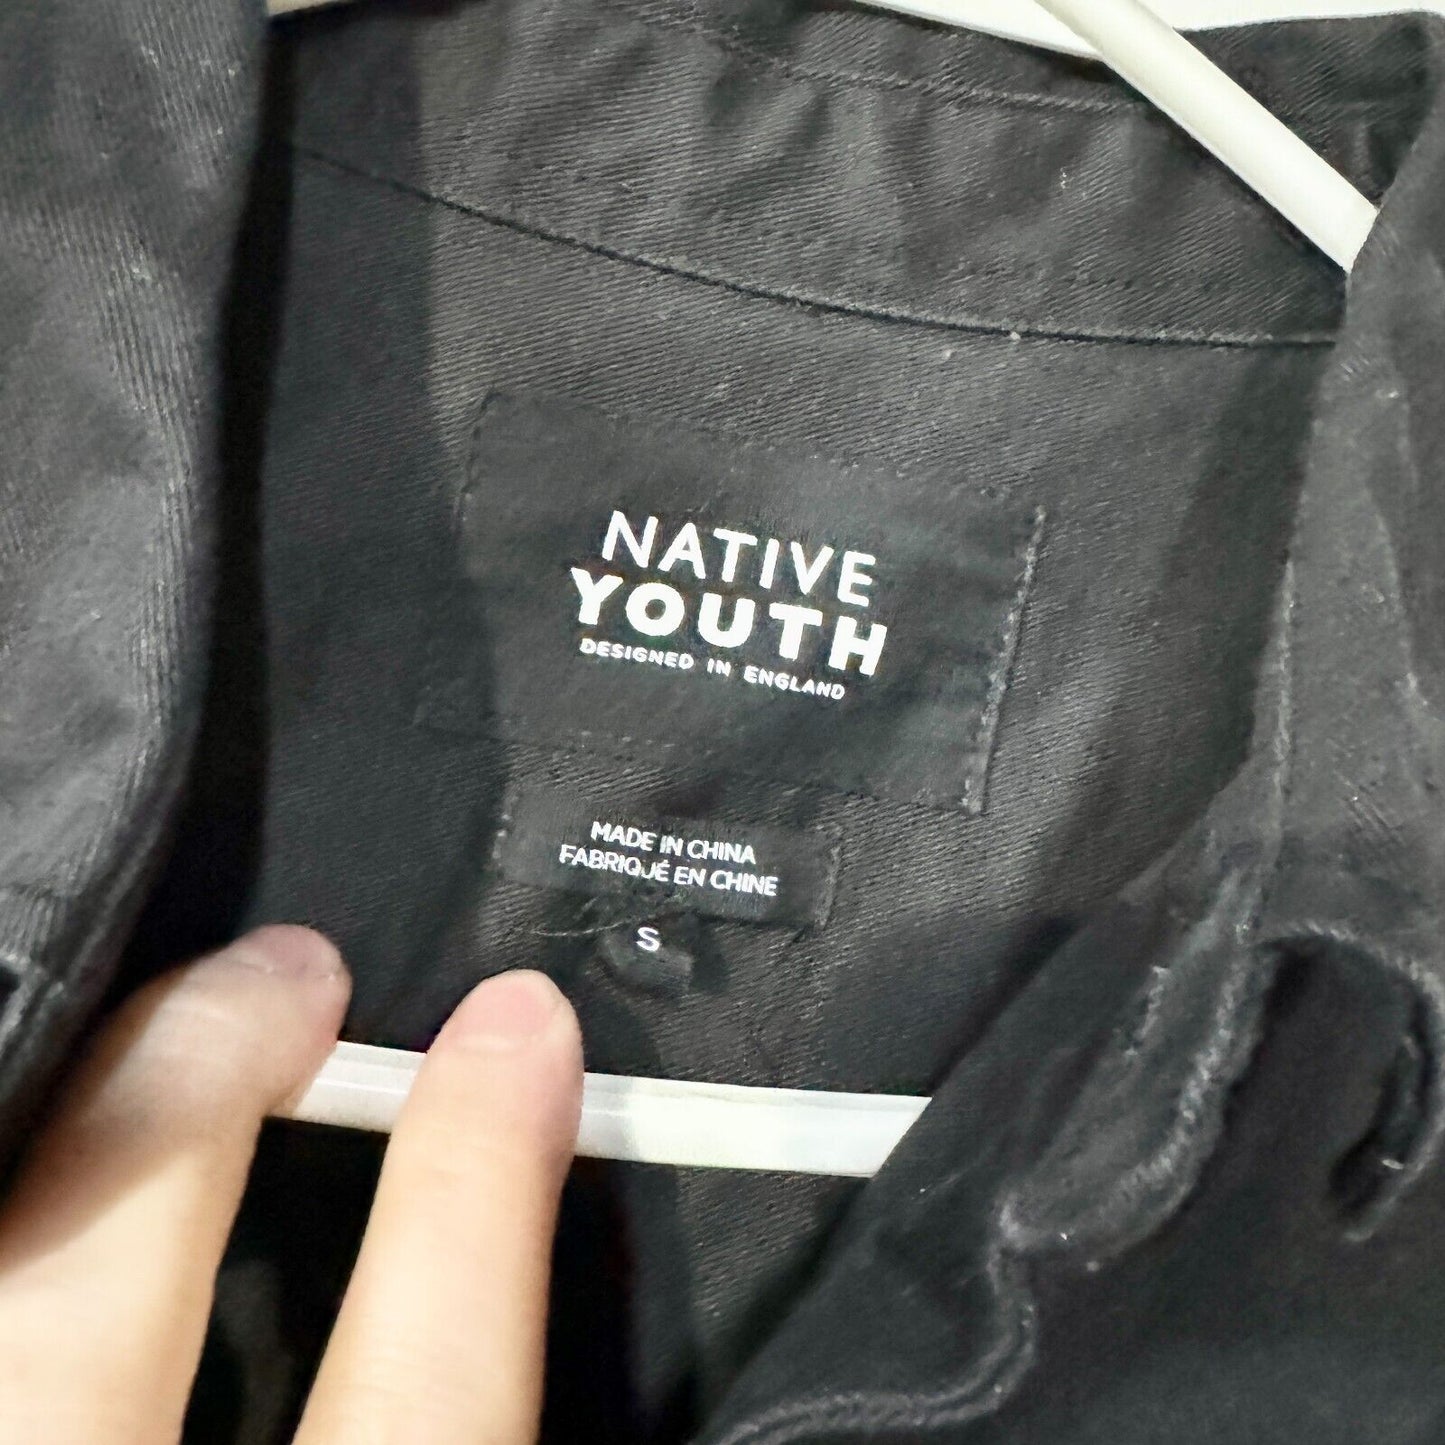 NATIVE
YOUTH
DESIGNED IN ENGLAND
MADE IN CHINA
FABRIQUÉ EN CHINE
S